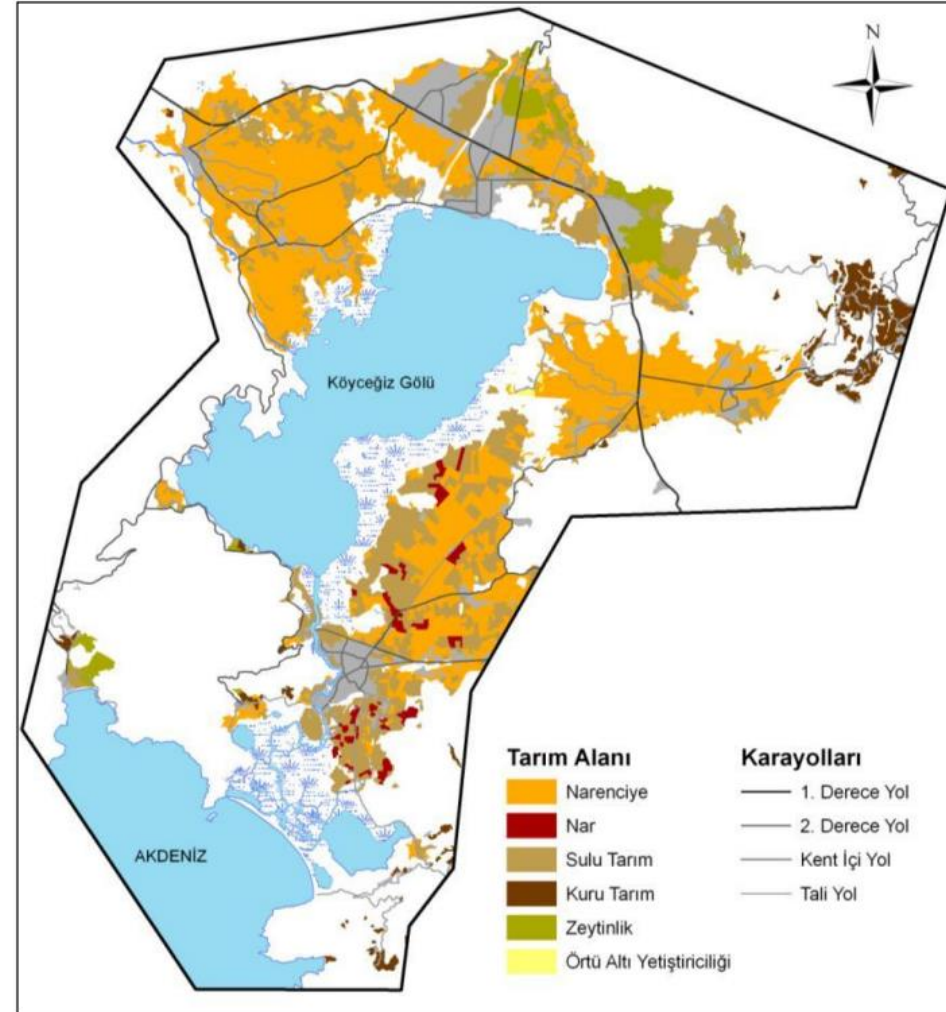 N
Köyceğiz Gölü
AKDENİZ
Tarım Alanı
Narenciye
Nar
Sulu Tarım
Kuru Tarım
Zeytinlik
Örtü Altı Yetiştiriciliği
Karayolları
1. Derece Yol
2. Derece Yol
Kent İçi Yol
Tali Yol